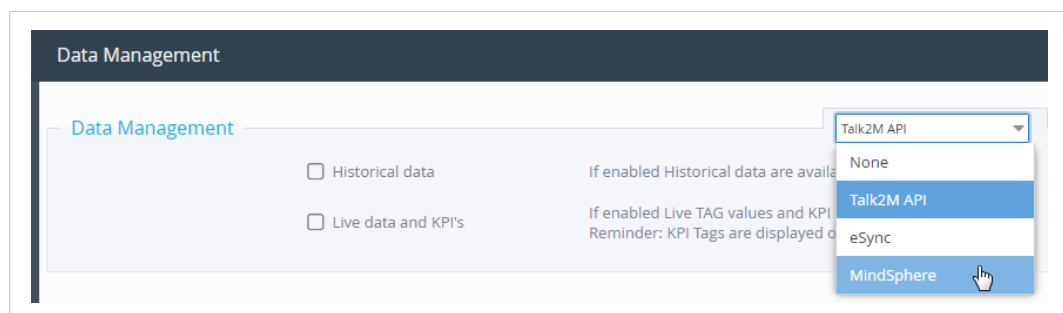 Data Management
Data Management
Talk2M API
None
Historical data
If enabled Historical data are
Talk2M API
Live data and KPI's
If enabled Live TAG values and KPI
Reminder: KPI Tags are displayed
eSync
MindSphere